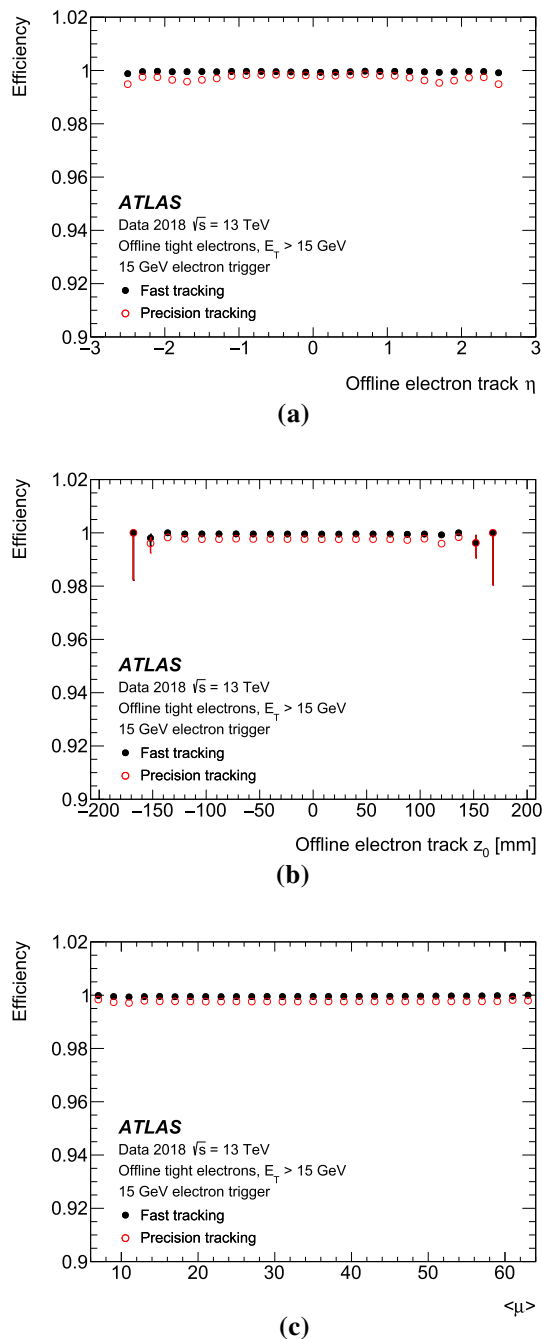 Efficiency
1.02
1
0.98
0.96
0.94
0.92
0.9
ATLAS
Data 2018 √s = 13 TeV
Offline tight electrons, E_T > 15 GeV
15 GeV electron trigger
Fast tracking
Precision tracking
−3 −2 −1 0 1 2 3
Offline electron track η
(a)
Efficiency
1.02
1
0.98
0.96
0.94
0.92
0.9
ATLAS
Data 2018 √s = 13 TeV
Offline tight electrons, E_T > 15 GeV
15 GeV electron trigger
Fast tracking
Precision tracking
−200 −150 −100 −50 0 50 100 150 200
Offline electron track z_0 [mm]
(b)
Efficiency
1.02
1
0.98
0.96
0.94
0.92
0.9
ATLAS
Data 2018 √s = 13 TeV
Offline tight electrons, E_T > 15 GeV
15 GeV electron trigger
Fast tracking
Precision tracking
10 20 30 40 50 60
<μ>
(c)